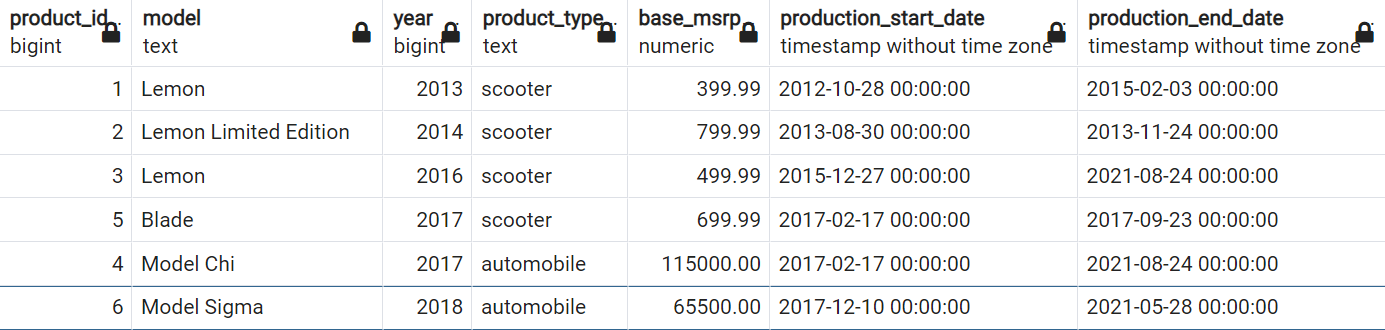 product_id model year product_type base_msrp production_start_date production_end_date
bigint text bigint text numeric timestamp without time zone timestamp without time zone
1 Lemon 2013 scooter 399.99 2012-10-28 00:00:00 2015-02-03 00:00:00
2 Lemon Limited Edition 2014 scooter 799.99 2013-08-30 00:00:00 2013-11-24 00:00:00
3 Lemon 2016 scooter 499.99 2015-12-27 00:00:00 2021-08-24 00:00:00
5 Blade 2017 scooter 699.99 2017-02-17 00:00:00 2017-09-23 00:00:00
4 Model Chi 2017 automobile 115000.00 2017-02-17 00:00:00 2021-08-24 00:00:00
6 Model Sigma 2018 automobile 65500.00 2017-12-10 00:00:00 2021-05-28 00:00:00